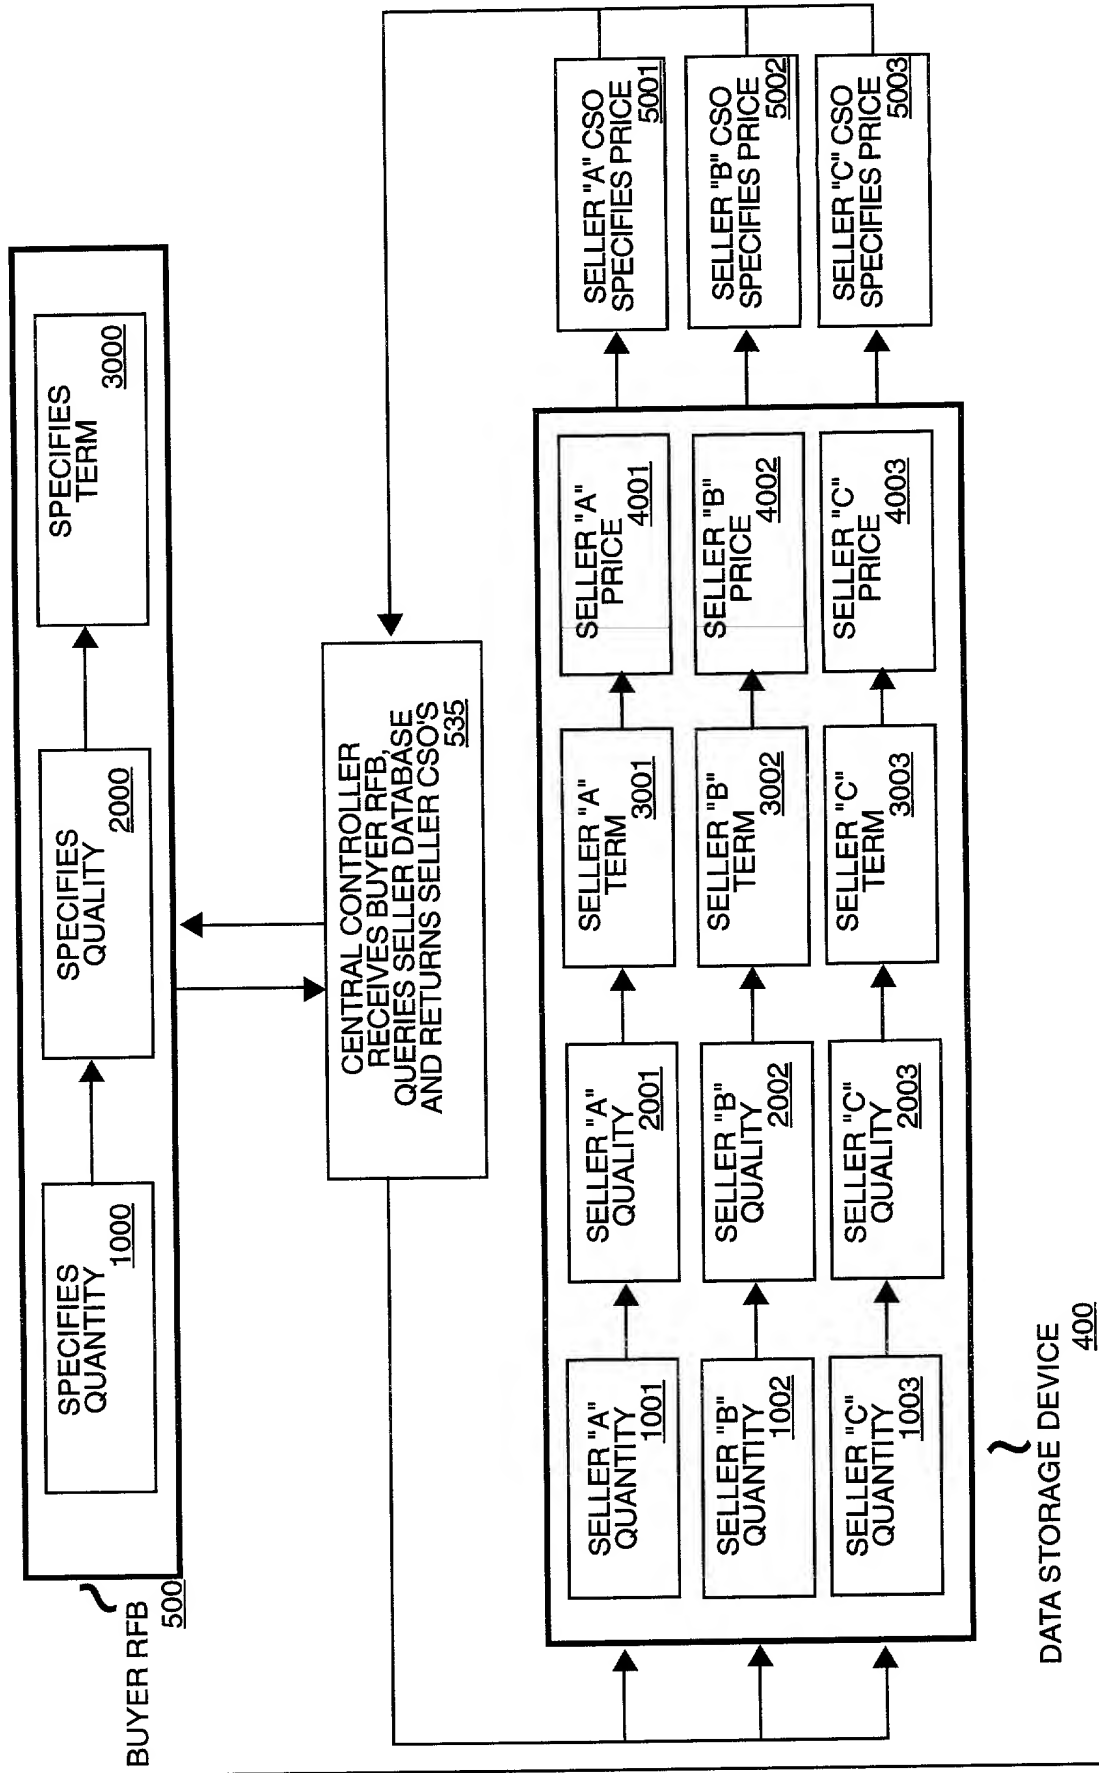 BUYER RFB
500
SPECIFIES
QUANTITY
1000
SPECIFIES
QUALITY
2000
SPECIFIES
TERM
3000
CENTRAL CONTROLLER
RECEIVES BUYER RFB,
QUERIES SELLER DATABASE
AND RETURNS SELLER CSO'S
535
SELLER "A"
QUANTITY
1001
SELLER "A"
QUALITY
2001
SELLER "A"
TERM
3001
SELLER "A"
PRICE
4001
SELLER "A" CSO
SPECIFIES PRICE
5001
SELLER "B"
QUANTITY
1002
SELLER "B"
QUALITY
2002
SELLER "B"
TERM
3002
SELLER "B"
PRICE
4002
SELLER "B" CSO
SPECIFIES PRICE
5002
SELLER "C"
QUANTITY
1003
SELLER "C"
QUALITY
2003
SELLER "C"
TERM
3003
SELLER "C"
PRICE
4003
SELLER "C" CSO
SPECIFIES PRICE
5003
DATA STORAGE DEVICE
400